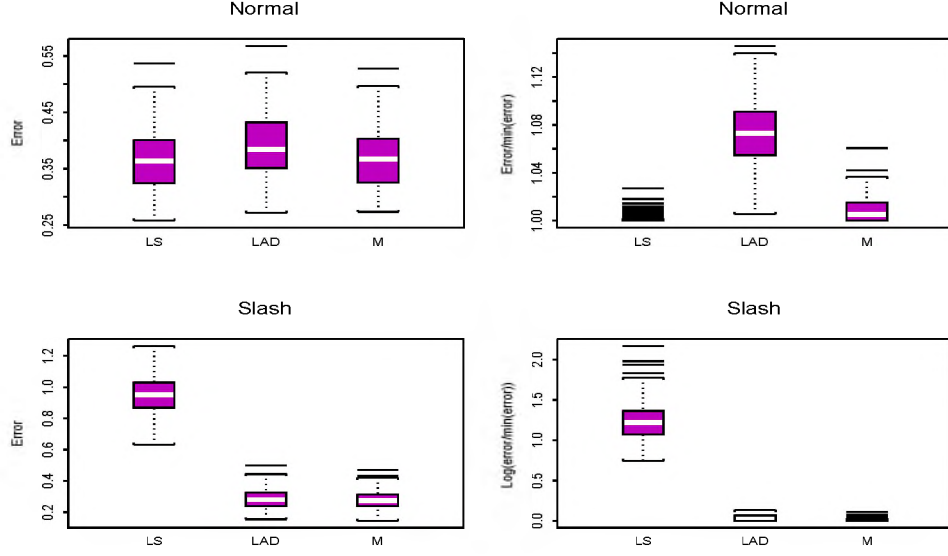 Normal
Error
0.55
0.45
0.35
0.25
LS LAD M
Normal
Error/min(error)
1.12
1.08
1.04
1.00
LS LAD M
Slash
Error
1.2
1.0
0.8
0.6
0.4
0.2
LS LAD M
Slash
Log(error/min(error))
2.0
1.5
1.0
0.5
0.0
LS LAD M